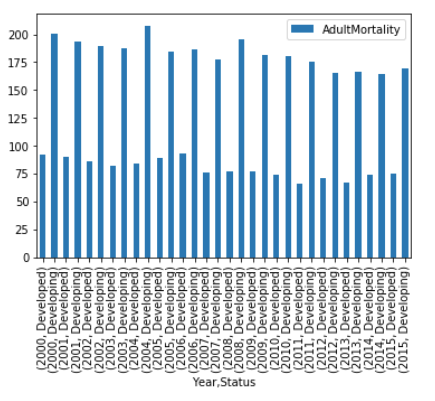 AdultMortality
200
175
150
125
100
75
50
25
0
(2000, Developed)
(2000, Developing)
(2001, Developed)
(2001, Developing)
(2002, Developed)
(2002, Developing)
(2003, Developed)
(2003, Developing)
(2004, Developed)
(2004, Developing)
(2005, Developed)
(2005, Developing)
(2006, Developed)
(2006, Developing)
(2007, Developed)
(2007, Developing)
(2008, Developed)
(2008, Developing)
(2009, Developed)
(2009, Developing)
(2010, Developed)
(2010, Developing)
(2011, Developed)
(2011, Developing)
(2012, Developed)
(2012, Developing)
(2013, Developed)
(2013, Developing)
(2014, Developed)
(2014, Developing)
(2015, Developed)
(2015, Developing)
Year,Status